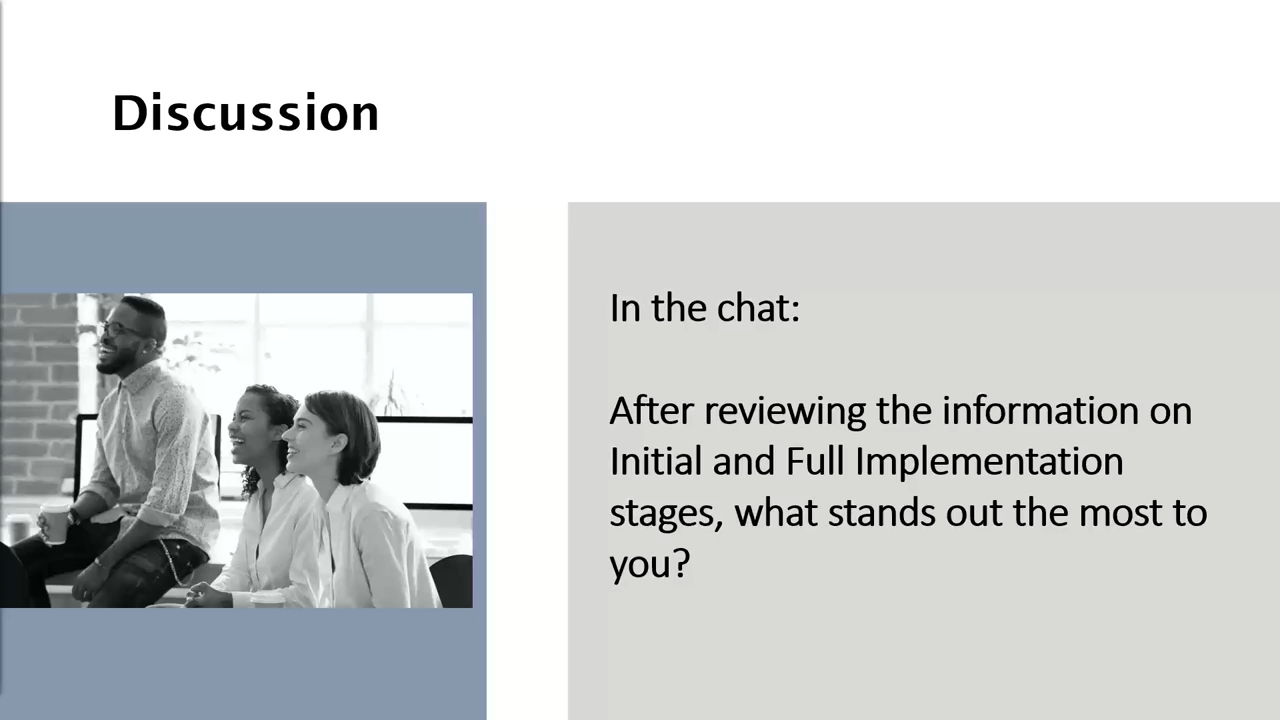 Discussion
In the chat:
After reviewing the information on
Initial and Full Implementation
stages, what stands out the most to
you?